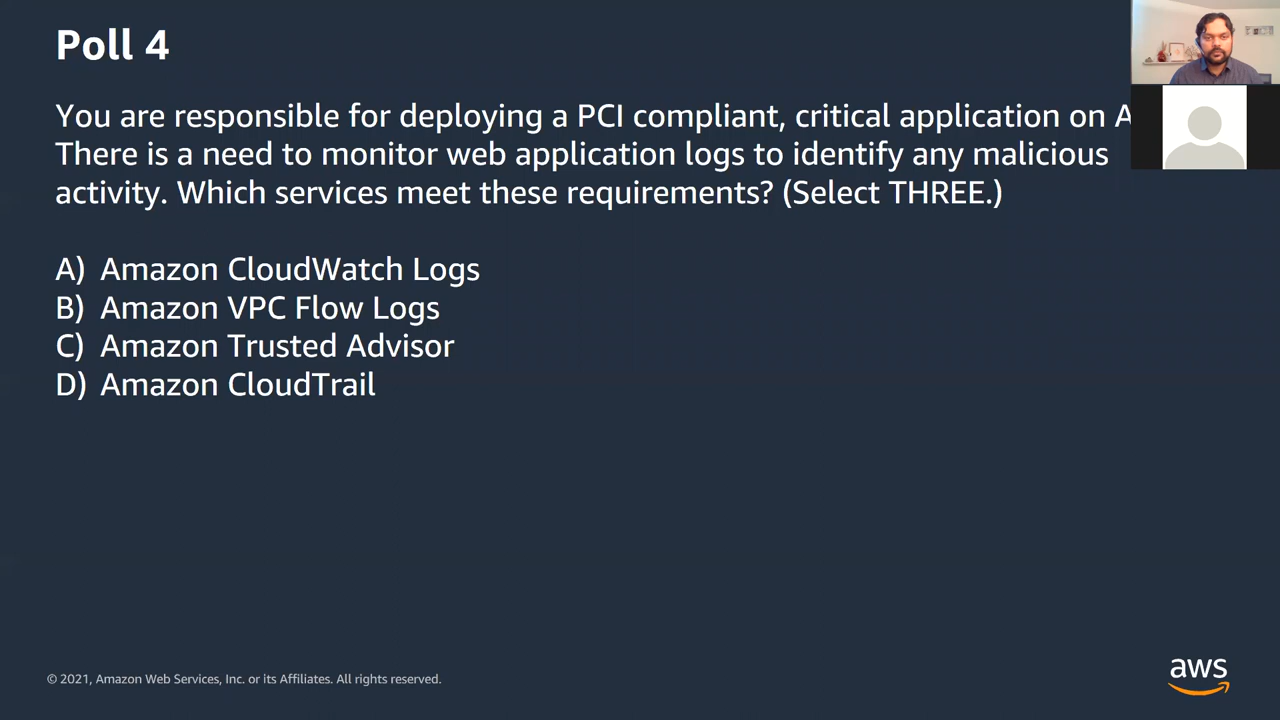 Poll 4
You are responsible for deploying a PCI compliant, critical application on A
There is a need to monitor web application logs to identify any malicious
activity. Which services meet these requirements? (Select THREE.)
A) Amazon CloudWatch Logs
B) Amazon VPC Flow Logs
C) Amazon Trusted Advisor
D) Amazon CloudTrail
© 2021, Amazon Web Services, Inc. or its Affiliates. All rights reserved.
aws